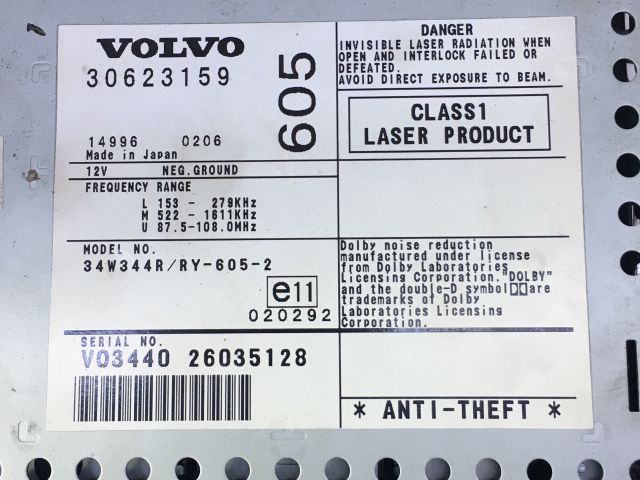 VOLVO
30623159
605
14996 0206
Made in Japan
12V NEG.GROUND
FREQUENCY RANGE
L 153 - 279KHz
M 522 - 1611KHz
U 87.5-108.0MHz
MODEL NO.
34W344R/RY-605-2
e11
020292
SERIAL NO.
V03440 26035128
DANGER
INVISIBLE LASER RADIATION WHEN
OPEN AND INTERLOCK FAILED OR
DEFEATED.
AVOID DIRECT EXPOSURE TO BEAM.
CLASS1
LASER PRODUCT
Dolby noise reduction
manufactured under license
from Dolby Laboratories
Licensing Corporation. "DOLBY"
and the double-D symbol are
trademarks of Dolby
Laboratories Licensing
Corporation.
* ANTI-THEFT *